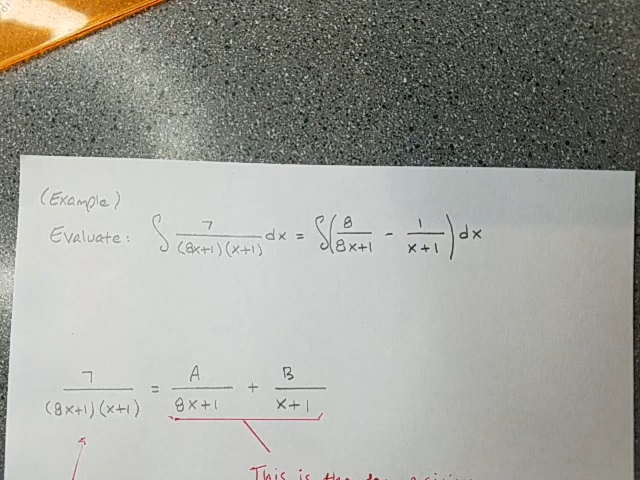 (Example)
Evaluate: ∫ 7/((8x+1)(x+1)) dx = ∫(8/(8x+1) - 1/(x+1)) dx
7/((8x+1)(x+1)) = A/(8x+1) + B/(x+1)
This is the